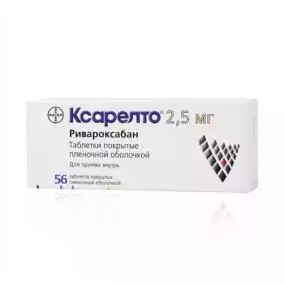 BAYER
Ксарелто® 2,5 мг
Ривароксабан
Таблетки покрытые
пленочной оболочкой
Для приема внутрь
56 таблеток покрытых
пленочной оболочкой